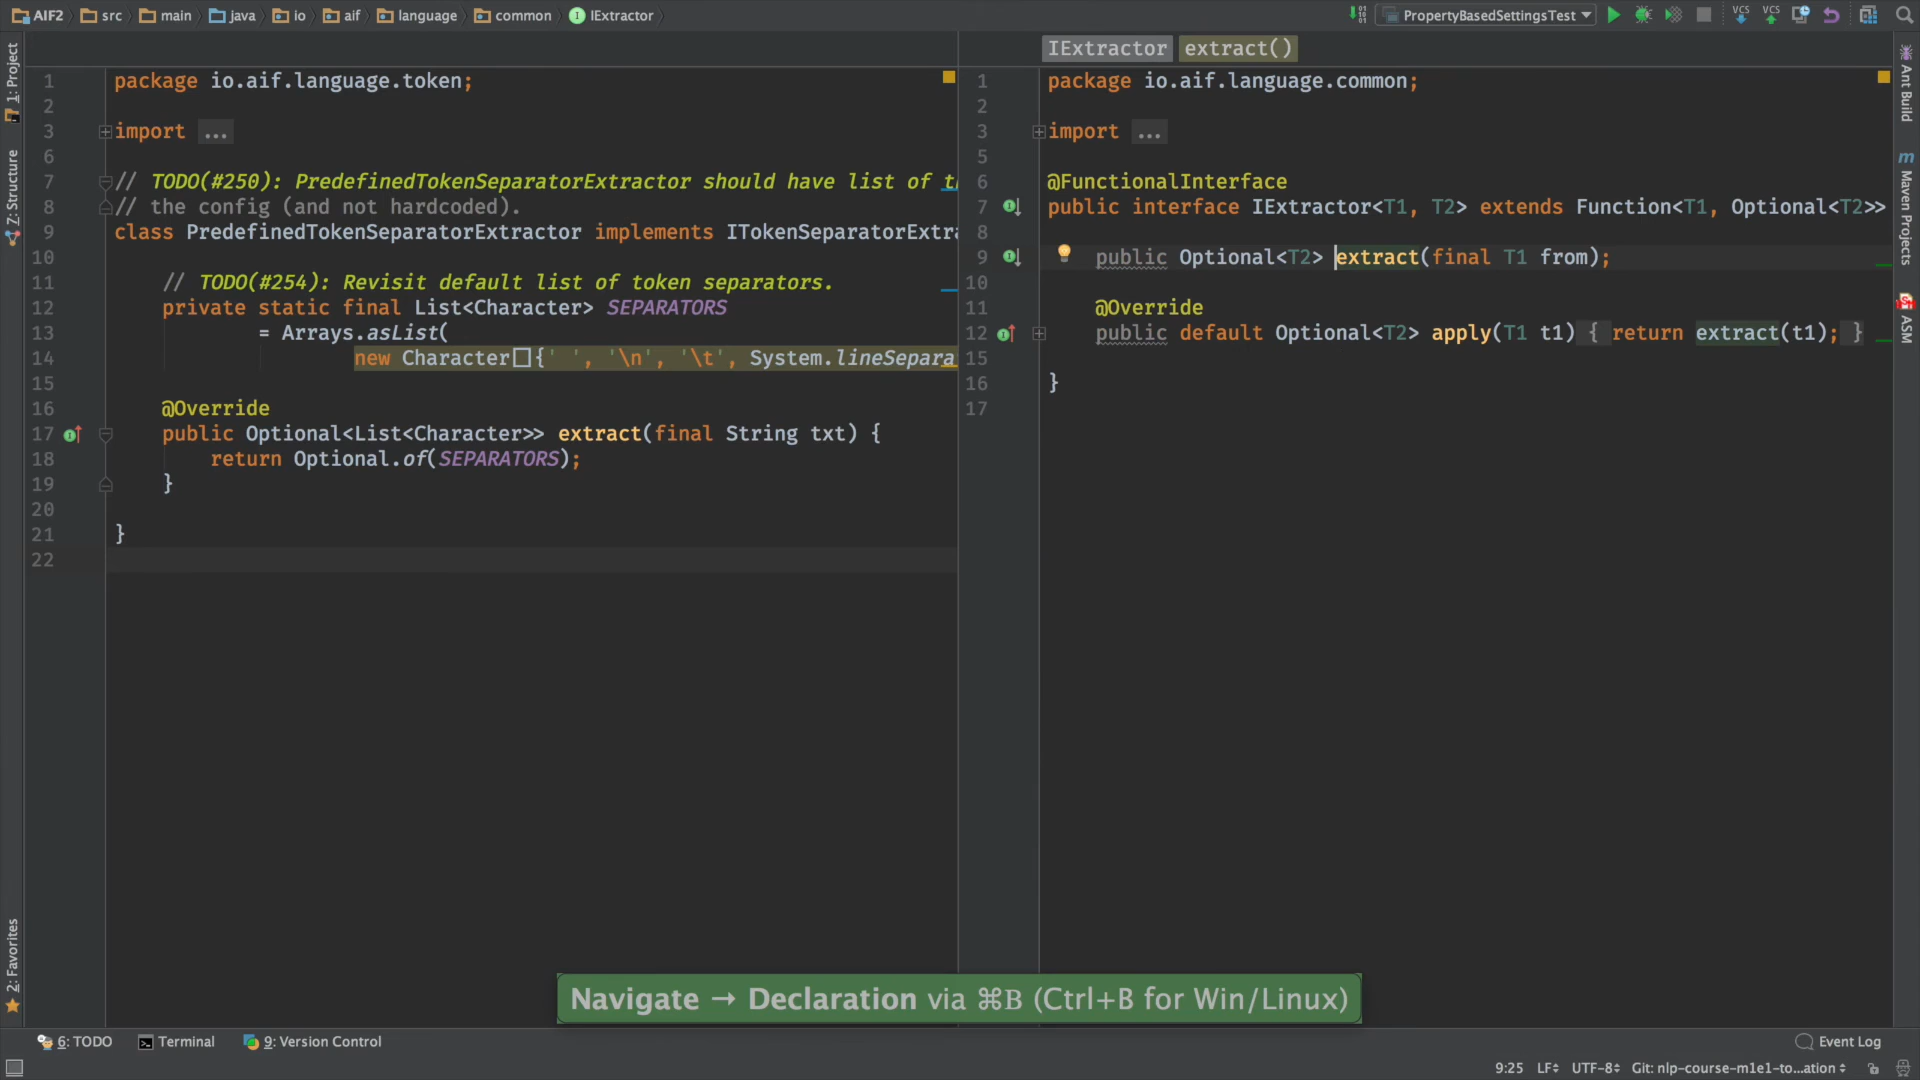 AIF2 src main java io aif language common IExtractor
PropertyBasedSettingsTest
VCS VCS
1: Project
Z: Structure
2: Favorites
1 package io.aif.language.token;
2
3 import ...
6
7 // TODO(#250): PredefinedTokenSeparatorExtractor should have list of t
8 // the config (and not hardcoded).
9 class PredefinedTokenSeparatorExtractor implements ITokenSeparatorExtra
10
11 // TODO(#254): Revisit default list of token separators.
12 private static final List<Character> SEPARATORS
13 = Arrays.asList(
14 new Character[]{' ', '\n', '\t', System.lineSepara
15
16 @Override
17 public Optional<List<Character>> extract(final String txt) {
18 return Optional.of(SEPARATORS);
19 }
20
21 }
22
IExtractor extract()
1 package io.aif.language.common;
2
3 import ...
5
6 @FunctionalInterface
7 public interface IExtractor<T1, T2> extends Function<T1, Optional<T2>>
8
9 public Optional<T2> extract(final T1 from);
10
11 @Override
12 public default Optional<T2> apply(T1 t1) { return extract(t1); }
15
16 }
17
Ant Build
m Maven Projects
ASM
Navigate → Declaration via ⌘B (Ctrl+B for Win/Linux)
6: TODO Terminal 9: Version Control
Event Log
9:25 LF UTF-8 Git: nlp-course-m1e1-to...ation